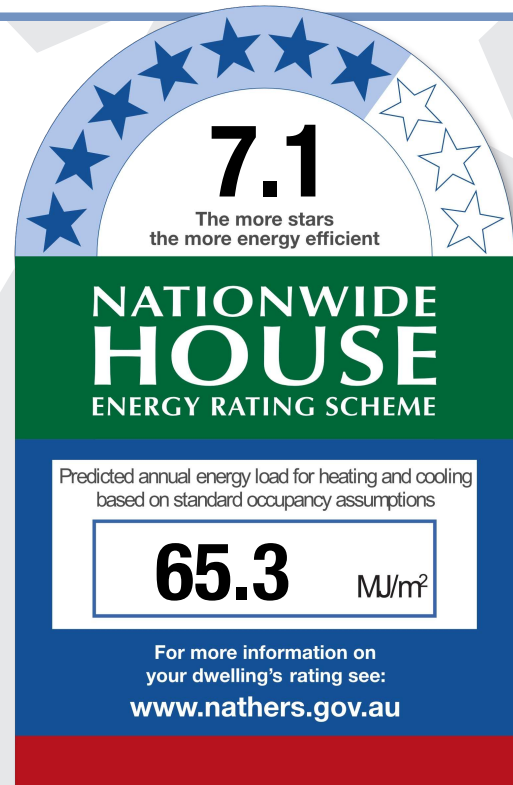 7.1
The more stars
the more energy efficient
NATIONWIDE
HOUSE
ENERGY RATING SCHEME
Predicted annual energy load for heating and cooling
based on standard occupancy assumptions
65.3 MJ/m²
For more information on
your dwelling's rating see:
www.nathers.gov.au